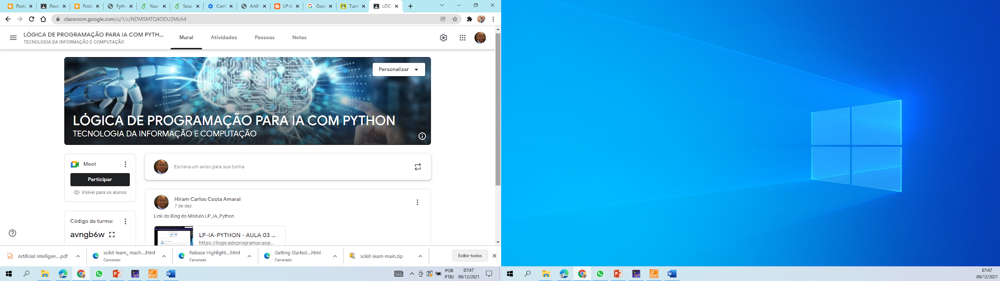 Posta
Pesso
Posta
Pytho
Your
Seus
Confi
Artifi
LP-IA
Goog
Turm
LÓGI
classroom.google.com/u/1/c/NDM5MTQ4ODU2MzA4
LÓGICA DE PROGRAMAÇÃO PARA IA COM PYTH...
TECNOLOGIA DA INFORMAÇÃO E COMPUTAÇÃO
Mural
Atividades
Pessoas
Notas
Personalizar
LÓGICA DE PROGRAMAÇÃO PARA IA COM PYTHON
TECNOLOGIA DA INFORMAÇÃO E COMPUTAÇÃO
Meet
Participar
Visível para os alunos
Código da turma:
avngb6w
Escreva um aviso para sua turma
Hiram Carlos Costa Amaral
7 de dez.
Link do Blog do Módulo LP_IA_Python
LP-IA-PYTHON - AULA 03 ...
https://logicadeprogramacaop...
Artificial Intelligen....pdf
scikit-learn_ mach....html
Cancelado
Release Highlight....html
Cancelado
Getting Started....html
Cancelado
scikit-learn-main.zip
Exibir todos
POR
PTB2
07:47
09/12/2021
07:47
09/12/2021